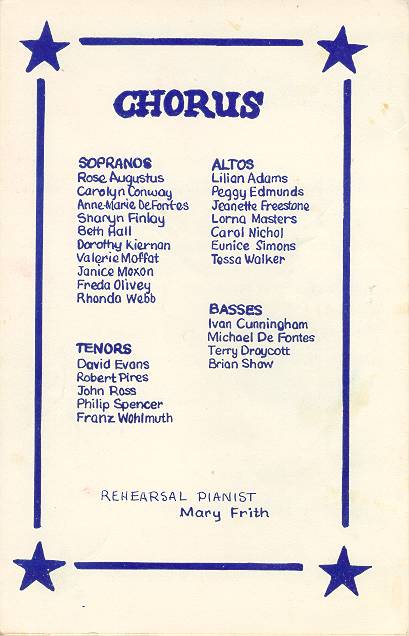 CHORUS
SOPRANOS
Rose Augustus
Carolyn Conway
Anne-Marie DeFontes
Sharyn Finlay
Beth Hall
Dorothy Kiernan
Valerie Moffat
Janice Moxon
Freda Olivey
Rhonda Webb
TENORS
David Evans
Robert Pires
John Ross
Philip Spencer
Franz Wohlmuth
ALTOS
Lilian Adams
Peggy Edmunds
Jeanette Freestone
Lorna Masters
Carol Nichol
Eunice Simons
Tessa Walker
BASSES
Ivan Cunningham
Michael De Fontes
Terry Draycott
Brian Shaw
REHEARSAL PIANIST
Mary Frith